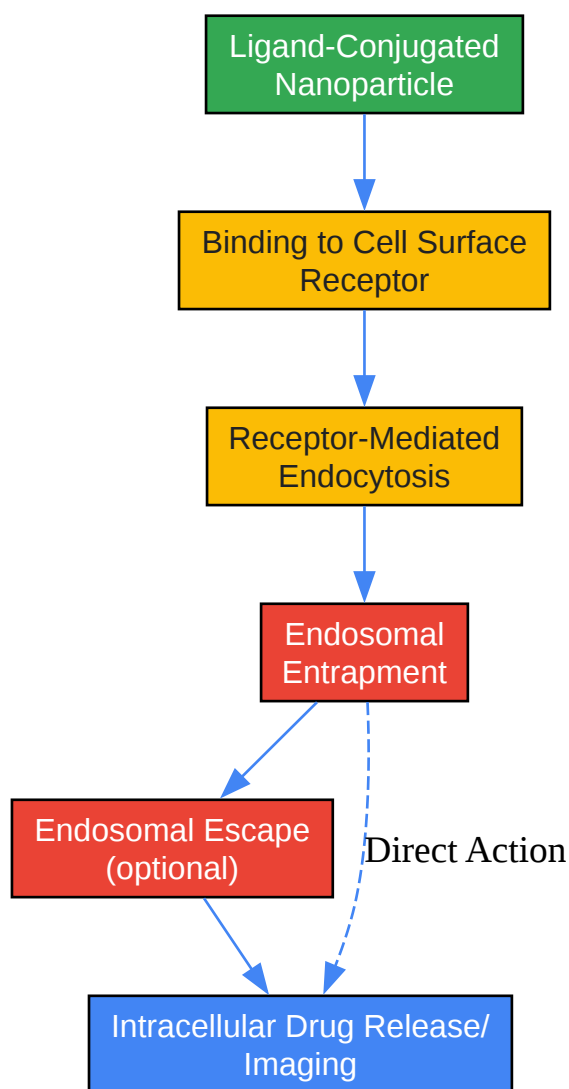 Ligand-Conjugated
Nanoparticle
Binding to Cell Surface
Receptor
Receptor-Mediated
Endocytosis
Endosomal
Entrapment
Endosomal Escape
(optional)
Direct Action
Intracellular Drug Release/
Imaging